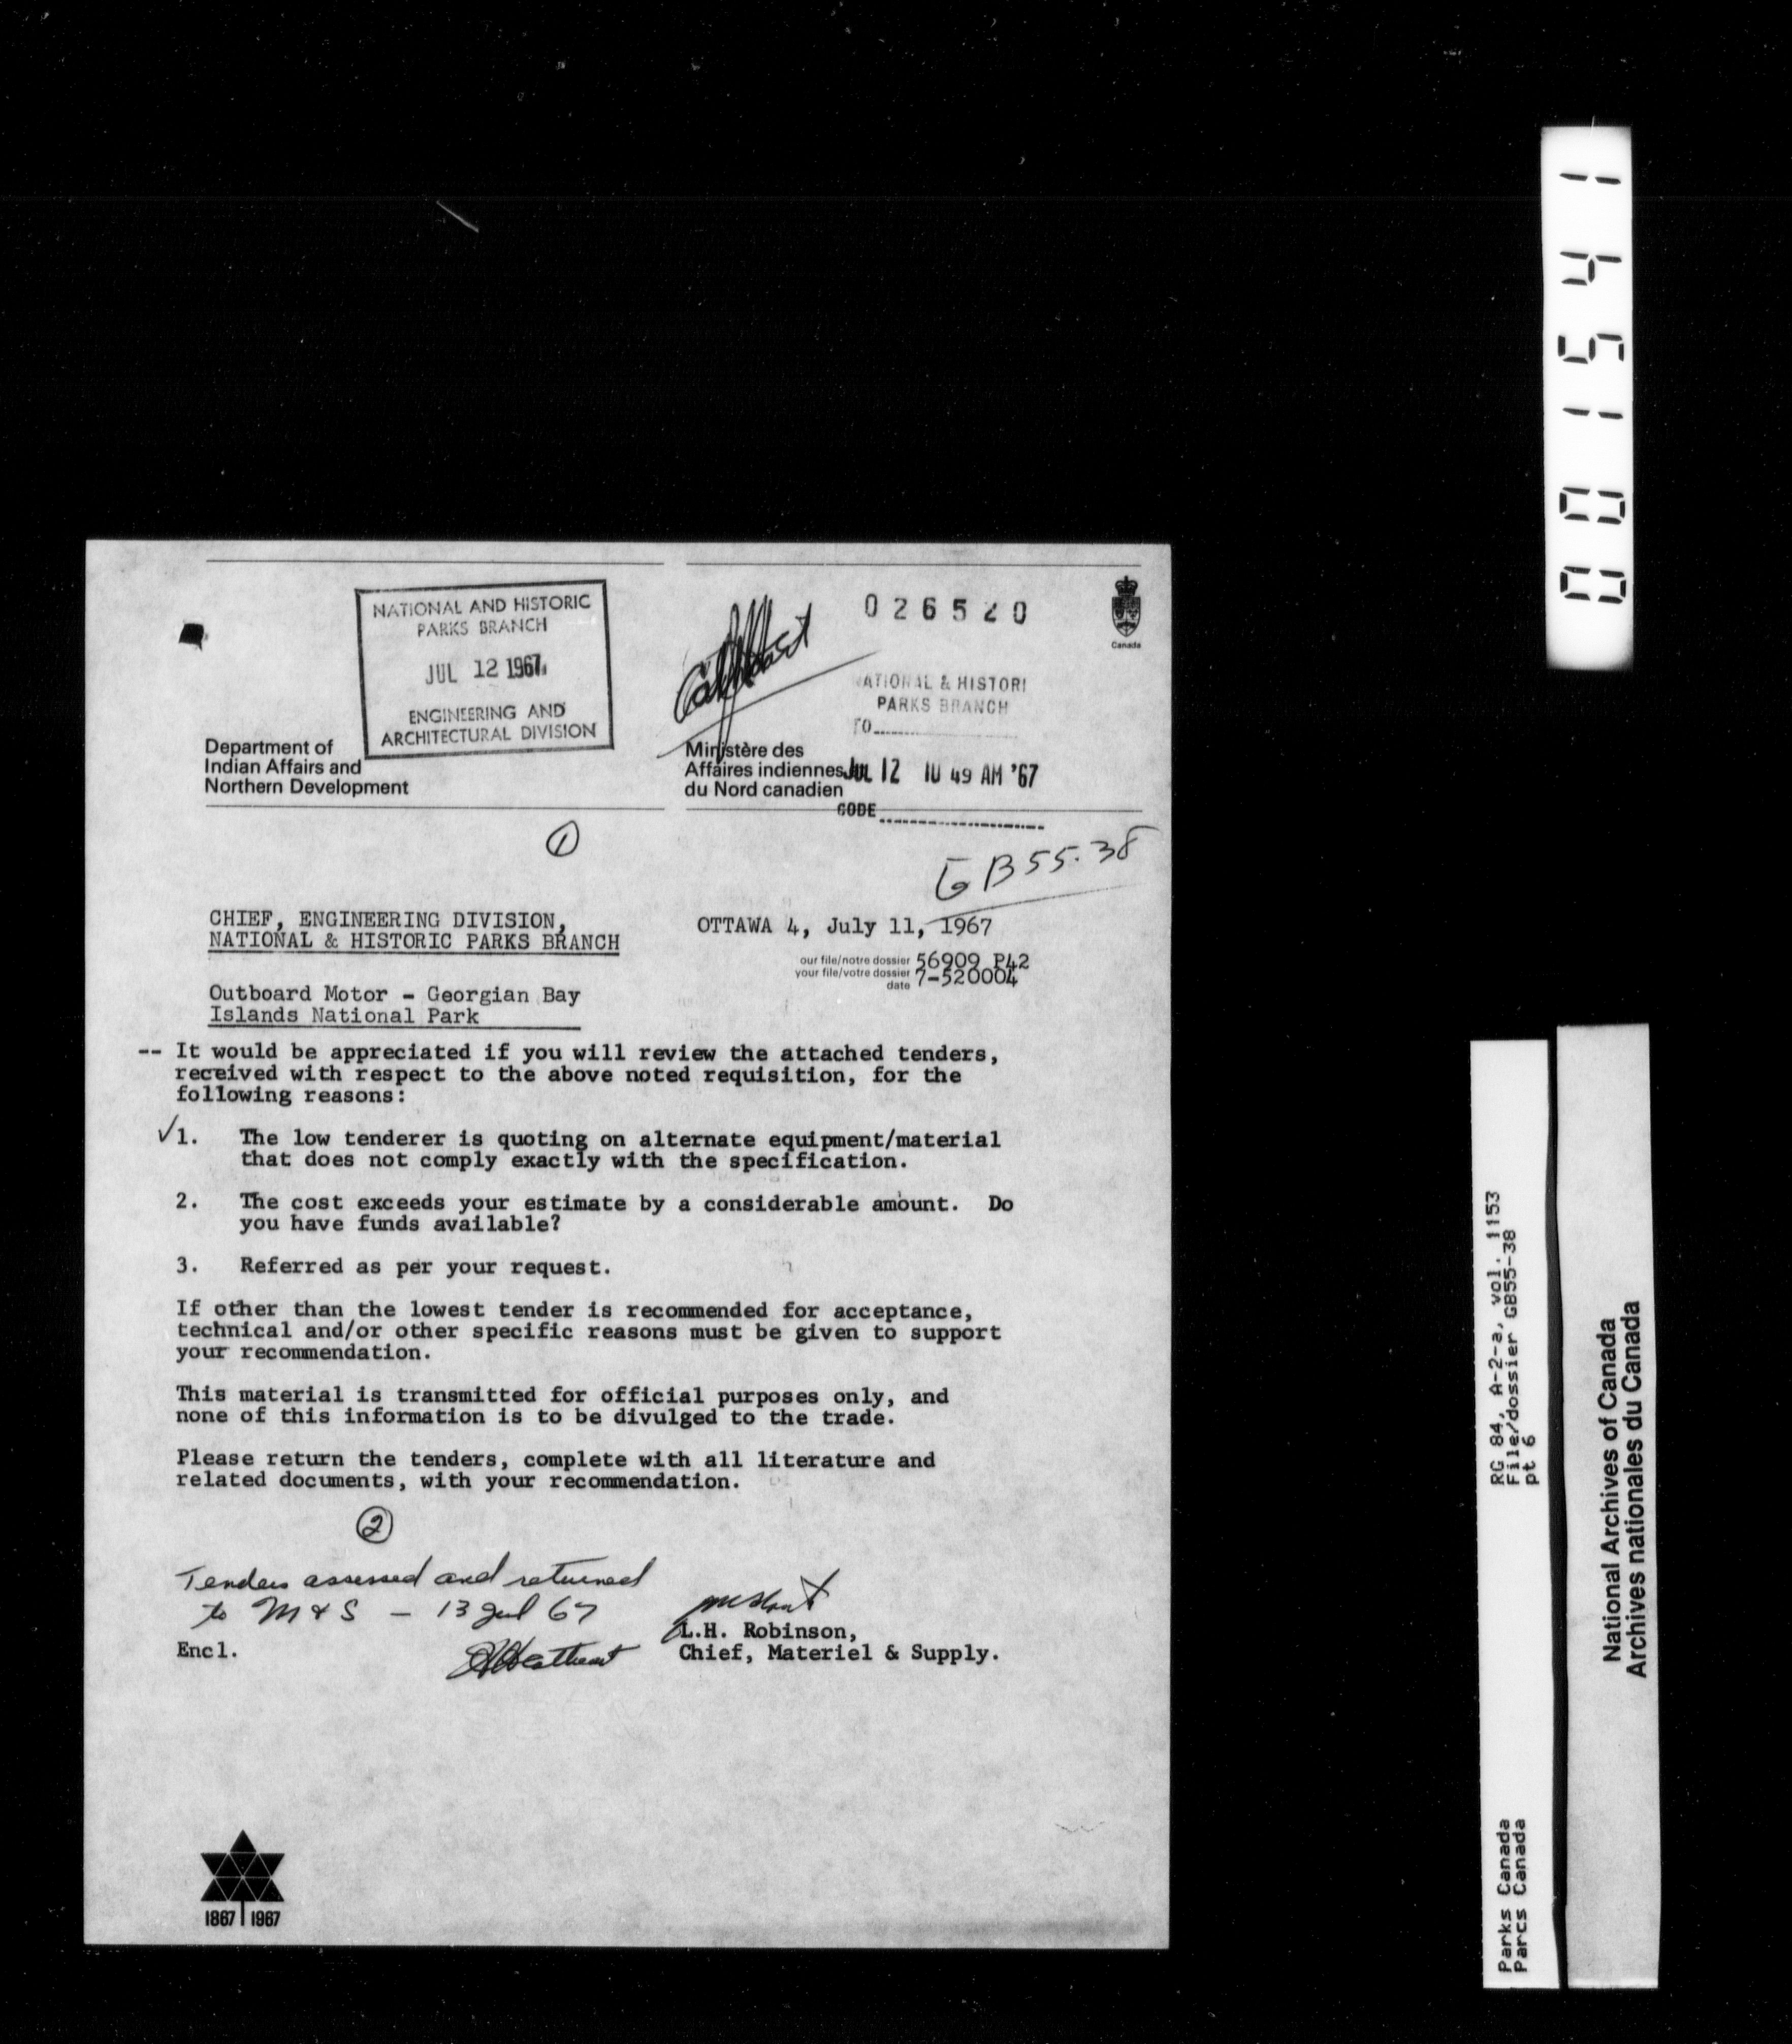 NATIONAL AND HISTORIC
PARKS BRANCH
JUL 12 1967
ENGINEERING AND
ARCHITECTURAL DIVISION
026520
Canada
NATIONAL & HISTORI
PARKS BRANCH
TO
JUL 12 10 49 AM '67
CODE
Department of
Indian Affairs and
Northern Development
Ministère des
Affaires indiennes
du Nord canadien
1
GB55-38
CHIEF, ENGINEERING DIVISION,
NATIONAL & HISTORIC PARKS BRANCH
OTTAWA 4, July 11, 1967
our file/notre dossier 56909 P42
your file/votre dossier 7-520004
date
Outboard Motor - Georgian Bay
Islands National Park
-- It would be appreciated if you will review the attached tenders,
received with respect to the above noted requisition, for the
following reasons:
✓1. The low tenderer is quoting on alternate equipment/material
that does not comply exactly with the specification.
2. The cost exceeds your estimate by a considerable amount. Do
you have funds available?
3. Referred as per your request.
If other than the lowest tender is recommended for acceptance,
technical and/or other specific reasons must be given to support
your recommendation.
This material is transmitted for official purposes only, and
none of this information is to be divulged to the trade.
Please return the tenders, complete with all literature and
related documents, with your recommendation.
2
Tenders assessed and returned
to M & S - 13 Jul 67
L.H. Robinson,
Chief, Materiel & Supply.
Encl.
1867 1967
001541
RG 84, A-2-a, vol. 1153
File/dossier GB55-38
pt 6
Parks Canada
Parcs Canada
National Archives of Canada
Archives nationales du Canada